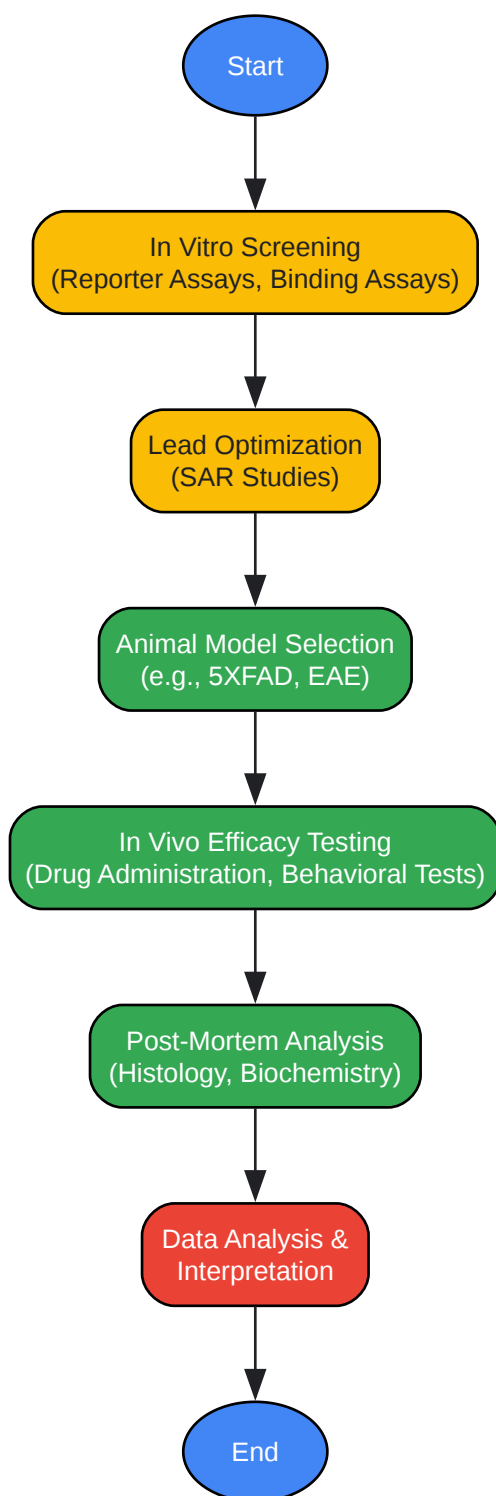 Start
In Vitro Screening
(Reporter Assays, Binding Assays)
Lead Optimization
(SAR Studies)
Animal Model Selection
(e.g., 5XFAD, EAE)
In Vivo Efficacy Testing
(Drug Administration, Behavioral Tests)
Post-Mortem Analysis
(Histology, Biochemistry)
Data Analysis &
Interpretation
End